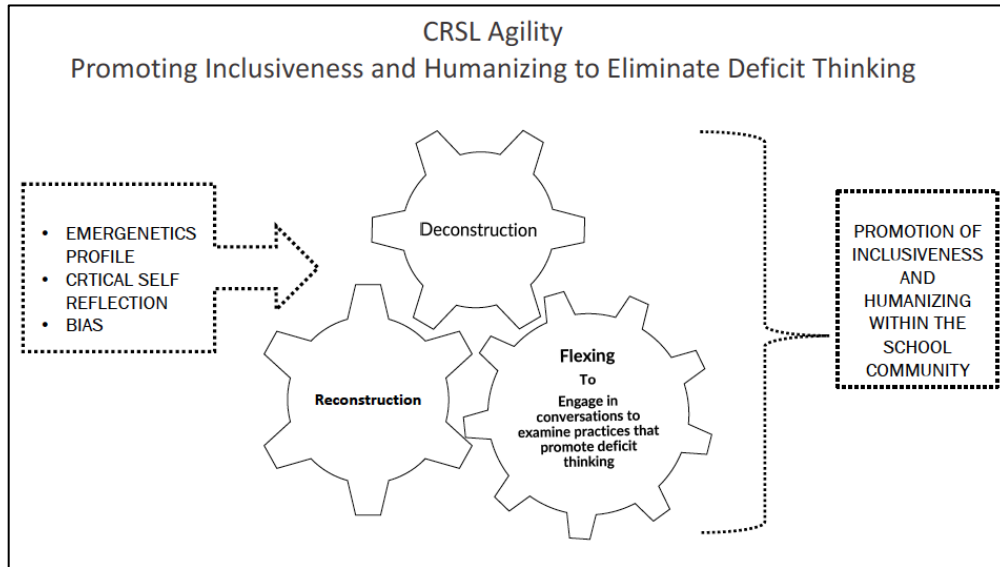 CRSL Agility
Promoting Inclusiveness and Humanizing to Eliminate Deficit Thinking
• EMERGENETICS
PROFILE
• CRTICAL SELF
REFLECTION
• BIAS
Deconstruction
Reconstruction
Flexing
To
Engage in
conversations to
examine practices that
promote deficit
thinking
PROMOTION OF
INCLUSIVENESS
AND
HUMANIZING
WITHIN THE
SCHOOL
COMMUNITY